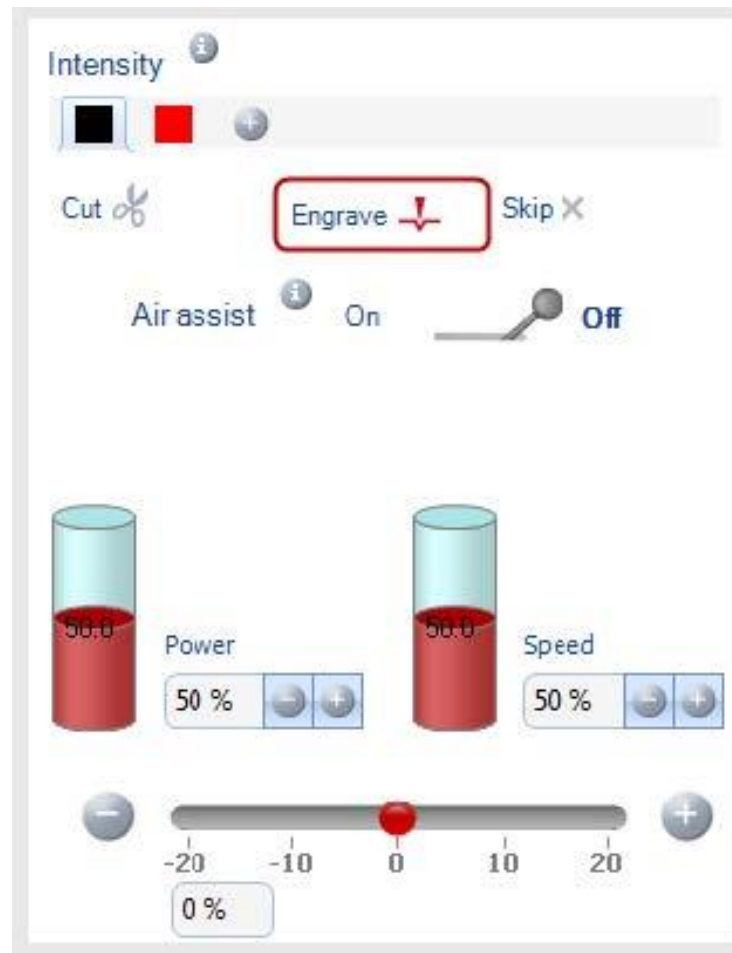 Intensity
Cut Engrave Skip
Air assist On Off
50.0 50.0
Power Speed
50 % 50 %
-20 -10 0 10 20
0 %